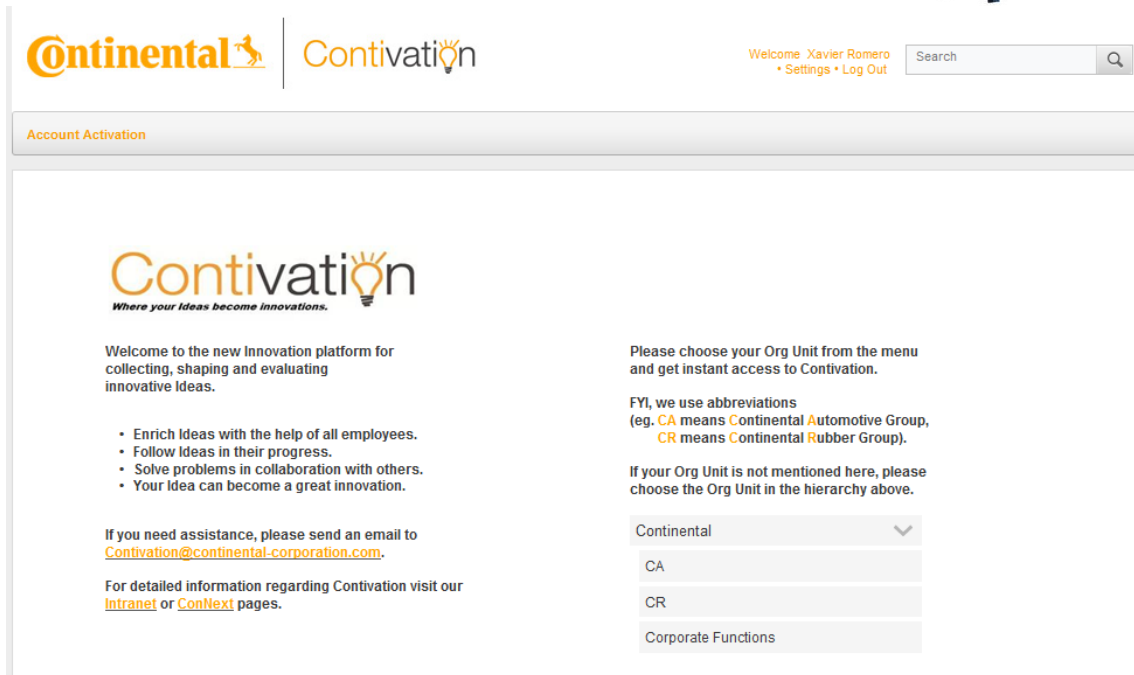 Continental
Contivation
Welcome Xavier Romero
• Settings • Log Out
Search
Account Activation
Contivation
Where your Ideas become innovations.
Welcome to the new Innovation platform for
collecting, shaping and evaluating
innovative Ideas.
• Enrich Ideas with the help of all employees.
• Follow Ideas in their progress.
• Solve problems in collaboration with others.
• Your Idea can become a great innovation.
If you need assistance, please send an email to
Contivation@continental-corporation.com.
For detailed information regarding Contivation visit our
Intranet or ConNext pages.
Please choose your Org Unit from the menu
and get instant access to Contivation.
FYI, we use abbreviations
(eg. CA means Continental Automotive Group,
CR means Continental Rubber Group).
If your Org Unit is not mentioned here, please
choose the Org Unit in the hierarchy above.
Continental
CA
CR
Corporate Functions